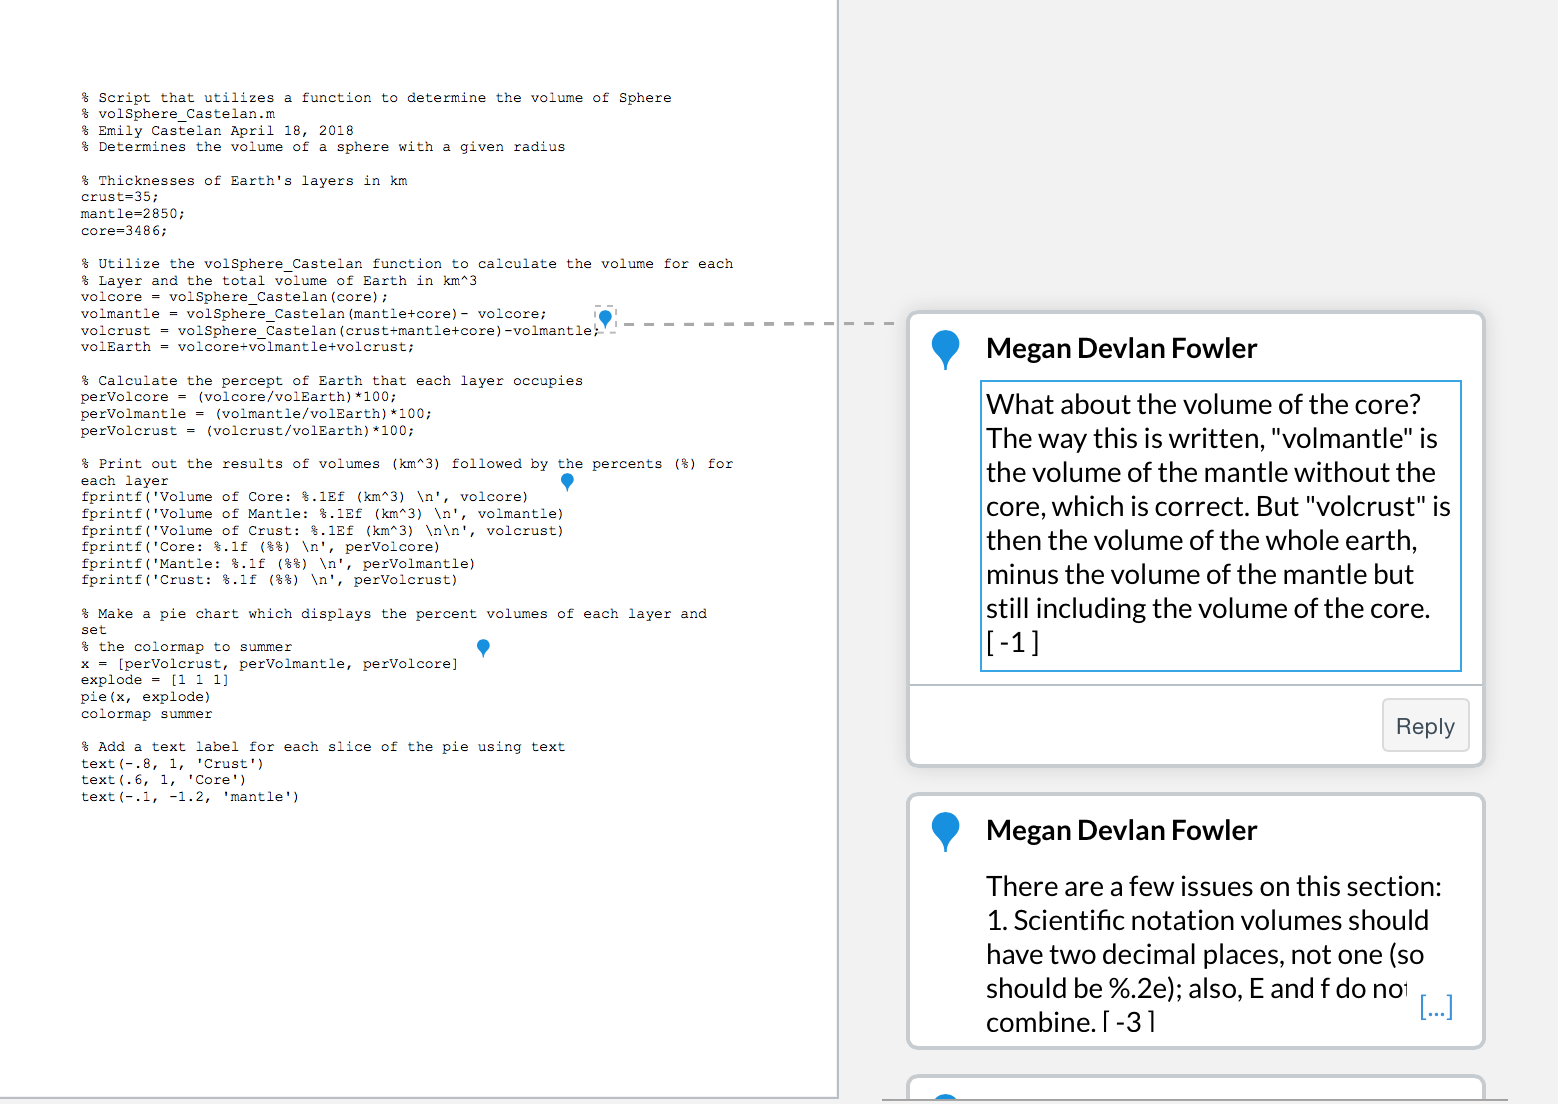 % Script that utilizes a function to determine the volume of Sphere
% volSphere_Castelan.m
% Emily Castelan April 18, 2018
% Determines the volume of a sphere with a given radius
% Thicknesses of Earth's layers in km
crust=35;
mantle=2850;
core=3486;
% Utilize the volSphere_Castelan function to calculate the volume for each
% Layer and the total volume of Earth in km^3
volcore = volSphere_Castelan(core);
volmantle = volSphere_Castelan(mantle+core)- volcore;
volcrust = volSphere_Castelan(crust+mantle+core)-volmantle;
volEarth = volcore+volmantle+volcrust;
% Calculate the percept of Earth that each layer occupies
perVolcore = (volcore/volEarth)*100;
perVolmantle = (volmantle/volEarth)*100;
perVolcrust = (volcrust/volEarth)*100;
% Print out the results of volumes (km^3) followed by the percents (%) for
each layer
fprintf('Volume of Core: %.1Ef (km^3) \n', volcore)
fprintf('Volume of Mantle: %.1Ef (km^3) \n', volmantle)
fprintf('Volume of Crust: %.1Ef (km^3) \n\n', volcrust)
fprintf('Core: %.1f (%%) \n', perVolcore)
fprintf('Mantle: %.1f (%%) \n', perVolmantle)
fprintf('Crust: %.1f (%%) \n', perVolcrust)
% Make a pie chart which displays the percent volumes of each layer and
set
% the colormap to summer
x = [perVolcrust, perVolmantle, perVolcore]
explode = [1 1 1]
pie(x, explode)
colormap summer
% Add a text label for each slice of the pie using text
text(-.8, 1, 'Crust')
text(.6, 1, 'Core')
text(-.1, -1.2, 'mantle')
Megan Devlan Fowler
What about the volume of the core?
The way this is written, "volmantle" is
the volume of the mantle without the
core, which is correct. But "volcrust" is
then the volume of the whole earth,
minus the volume of the mantle but
still including the volume of the core.
[ -1 ]
Reply
Megan Devlan Fowler
There are a few issues on this section:
1. Scientific notation volumes should
have two decimal places, not one (so
should be %.2e); also, E and f do not
combine. [ -3 ]
[...]